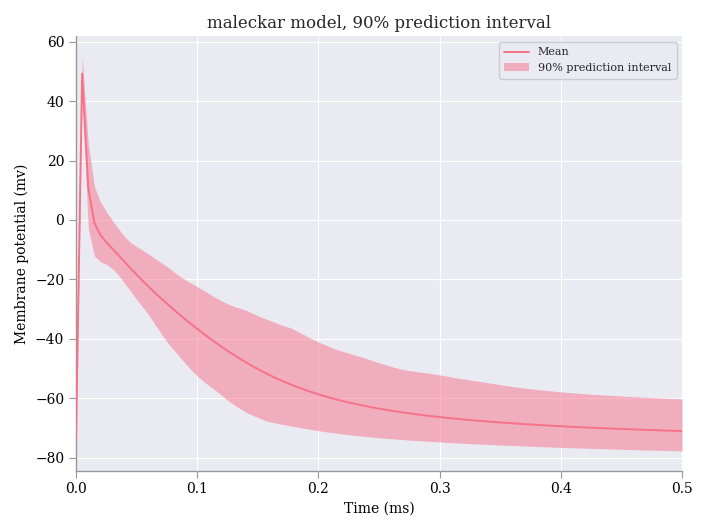 maleckar model, 90% prediction interval
Mean
90% prediction interval
Membrane potential (mv)
60
40
20
0
−20
−40
−60
−80
0.0 0.1 0.2 0.3 0.4 0.5
Time (ms)